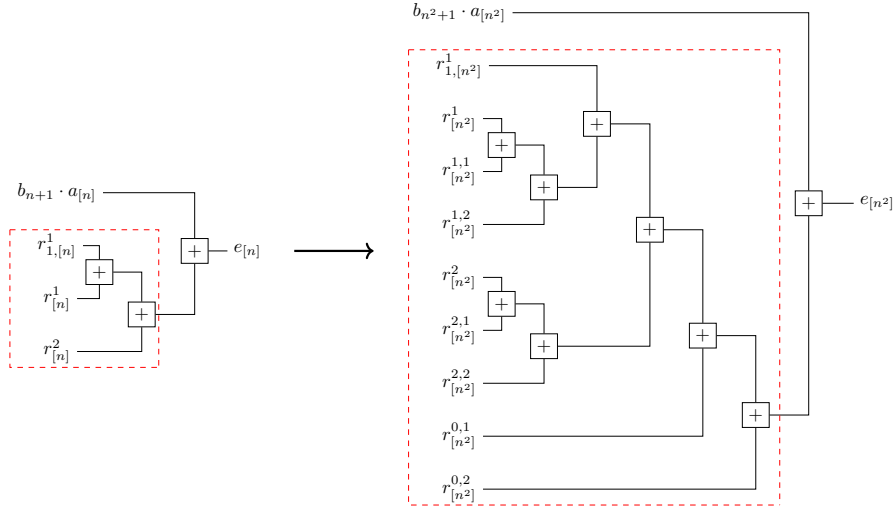 b_{n+1} · a_{[n]}
r^1_{1,[n]}
+
r^1_{[n]}
+
r^2_{[n]}
+
e_{[n]}
b_{n^2+1} · a_{[n^2]}
r^1_{1,[n^2]}
+
r^1_{[n^2]}
+
r^{1,1}_{[n^2]}
+
r^{1,2}_{[n^2]}
+
r^2_{[n^2]}
+
r^{2,1}_{[n^2]}
+
r^{2,2}_{[n^2]}
+
r^{0,1}_{[n^2]}
+
r^{0,2}_{[n^2]}
+
e_{[n^2]}